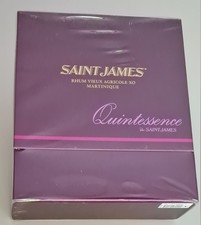 SAINT JAMES
RHUM VIEUX AGRICOLE XO
MARTINIQUE
Quintessence
by SAINT JAMES